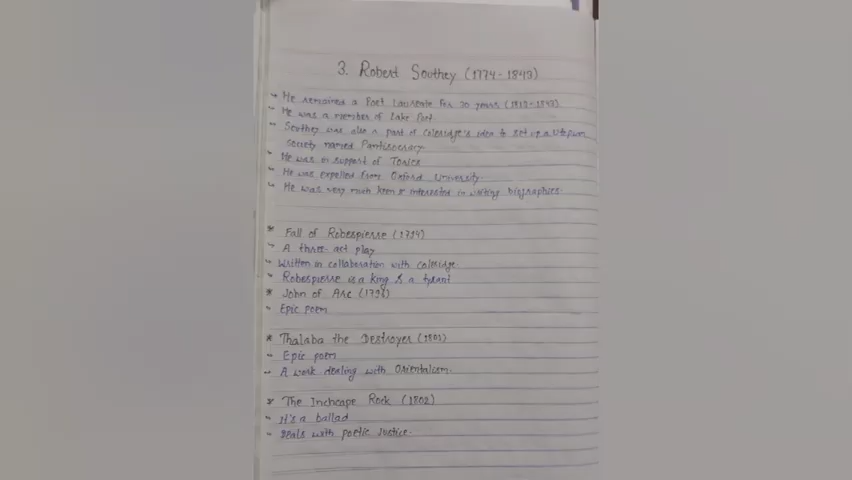 3. Robert Southey (1774-1843)
He remained a Poet Laureate for 30 years (1813-1843)
He was a member of Lake Poet
Southey was also a part of Coleridge's idea to set up a Utopian
society named Pantisocracy
He was in support of Tories
He was expelled from Oxford University.
He was very much keen & interested in writing biographies.
* Fall of Robespierre (1794)
A three-act play
Written in collaboration with Coleridge.
Robespierre is a king & a tyrant
* John of Arc (1796)
Epic poem
* Thalaba the Destroyer (1801)
Epic poem
A work dealing with Orientalism.
* The Inchcape Rock (1802)
It's a ballad
Deals with Poetic Justice.